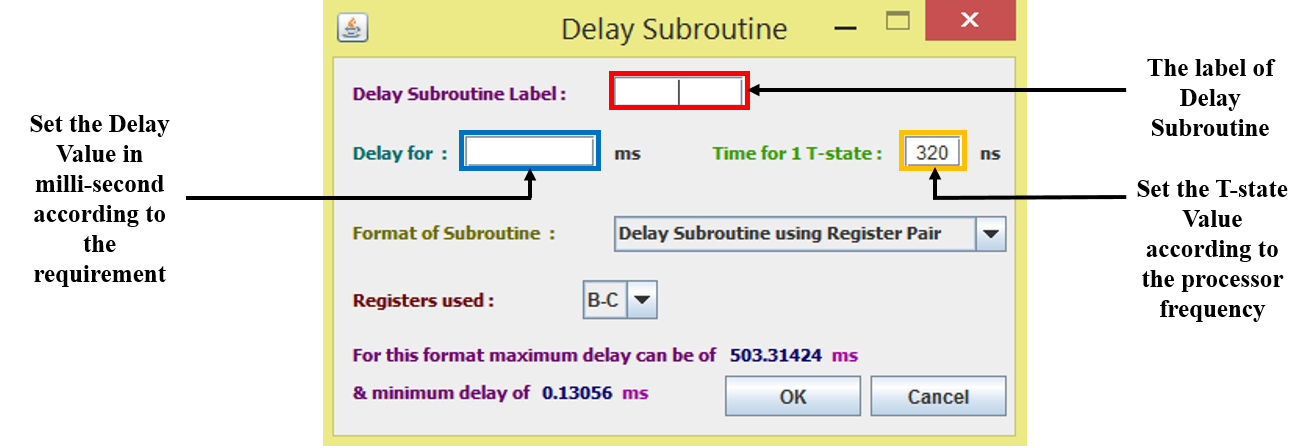 Delay Subroutine
Delay Subroutine Label :
The label of
Delay
Subroutine
Set the Delay
Value in
milli-second
according to
the
requirement
Delay for :
ms
Time for 1 T-state :
320
ns
Set the T-state
Value
according to
the processor
frequency
Format of Subroutine :
Delay Subroutine using Register Pair
Registers used :
B-C
For this format maximum delay can be of 503.31424 ms
& minimum delay of 0.13056 ms
OK
Cancel